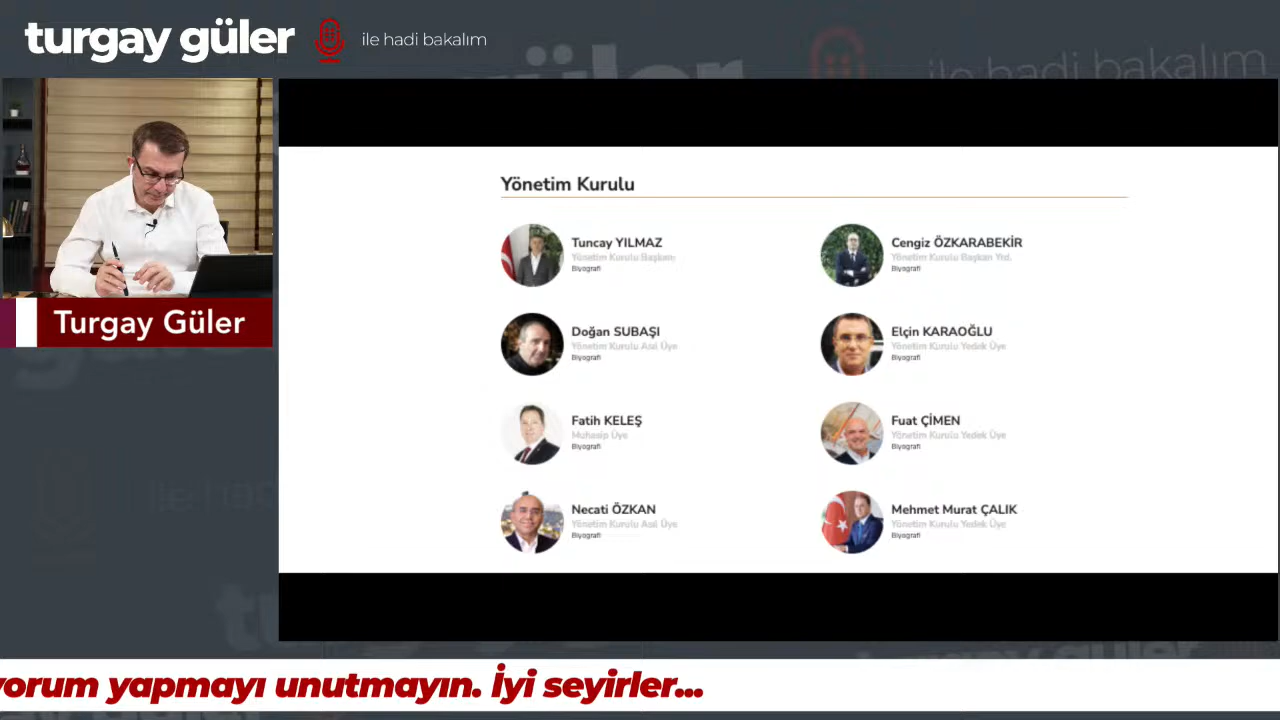 turgay güler
ile hadi bakalım
Turgay Güler
Yönetim Kurulu
Tuncay YILMAZ
Yönetim Kurulu Başkanı
Biyografi
Cengiz ÖZKARABEKİR
Yönetim Kurulu Başkan Yrd.
Biyografi
Doğan SUBAŞI
Yönetim Kurulu Asıl Üye
Biyografi
Elçin KARAOĞLU
Yönetim Kurulu Yedek Üye
Biyografi
Fatih KELEŞ
Muhasip Üye
Biyografi
Fuat ÇİMEN
Yönetim Kurulu Yedek Üye
Biyografi
Necati ÖZKAN
Yönetim Kurulu Asıl Üye
Biyografi
Mehmet Murat ÇALIK
Yönetim Kurulu Yedek Üye
Biyografi
yorum yapmayı unutmayın. İyi seyirler...